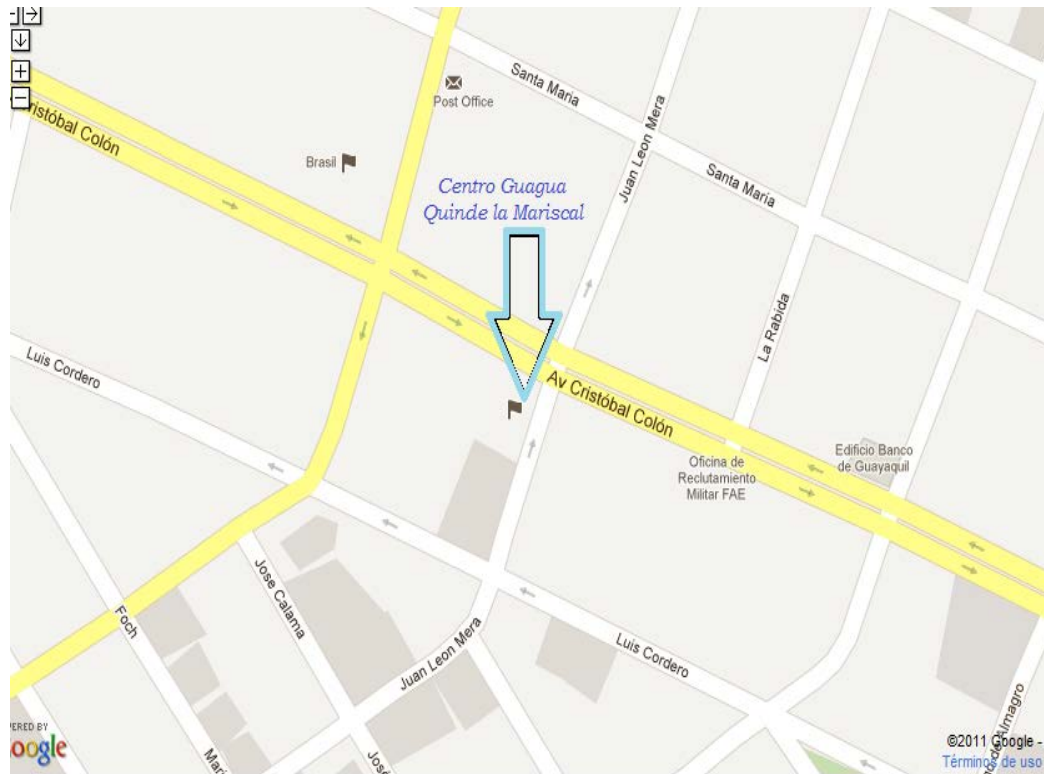 Santa Maria
Post Office
Juan Leon Mera
Cristóbal Colón
Brasil
Santa Maria
Centro Guagua
Quinde la Mariscal
La Rabida
Luis Cordero
Av Cristóbal Colón
Edificio Banco
de Guayaquil
Oficina de
Reclutamiento
Militar FAE
Jose Calama
Foch
Juan Leon Mera
Luis Cordero
Almagro
©2011 Google -
Términos de uso